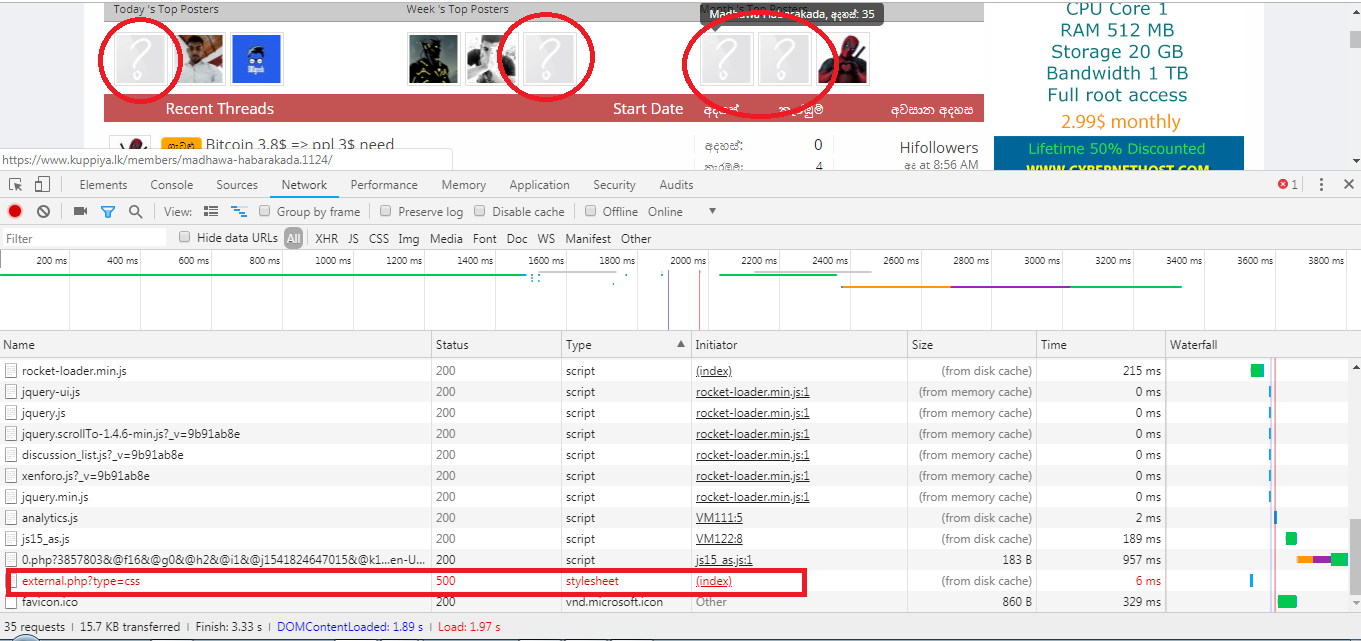 Today 's Top Posters
Week 's Top Posters
CPU Core 1
RAM 512 MB
Storage 20 GB
Bandwidth 1 TB
Full root access
2.99$ monthly
Lifetime 50% Discounted
WWW.CYBERNETHOST.COM
Recent Threads Start Date අදහස් නැරඹුම් අවසාන අදහස
Bitcoin 3.8$ => ppl 3$ need
අදහස්: 0
නැරඹුම්: 4
Hifollowers
අද at 8:56 AM
https://www.kuppiya.lk/members/madhawa-habarakada.1124/
Elements Console Sources Network Performance Memory Application Security Audits 1
View: Group by frame Preserve log Disable cache Offline Online
Filter Hide data URLs All XHR JS CSS Img Media Font Doc WS Manifest Other
200 ms 400 ms 600 ms 800 ms 1000 ms 1200 ms 1400 ms 1600 ms 1800 ms 2000 ms 2200 ms 2400 ms 2600 ms 2800 ms 3000 ms 3200 ms 3400 ms 3600 ms 3800 ms
Name Status Type Initiator Size Time Waterfall
rocket-loader.min.js 200 script (index) (from disk cache) 215 ms
jquery-ui.js 200 script rocket-loader.min.js:1 (from memory cache) 0 ms
jquery.js 200 script rocket-loader.min.js:1 (from memory cache) 0 ms
jquery.scrollTo-1.4.6-min.js?_v=9b91ab8e 200 script rocket-loader.min.js:1 (from memory cache) 0 ms
discussion_list.js?_v=9b91ab8e 200 script rocket-loader.min.js:1 (from memory cache) 0 ms
xenforo.js?_v=9b91ab8e 200 script rocket-loader.min.js:1 (from memory cache) 0 ms
jquery.min.js 200 script rocket-loader.min.js:1 (from memory cache) 0 ms
analytics.js 200 script VM111:5 (from disk cache) 2 ms
js15_as.js 200 script VM122:8 (from disk cache) 189 ms
0.php?3857803&@f16&@g0&@h2&@i1&@j1541824647015&@k1...en-U... 200 script js15_as.js:1 183 B 957 ms
external.php?type=css 500 stylesheet (index) (from disk cache) 6 ms
favicon.ico 200 vnd.microsoft.icon Other 860 B 329 ms
35 requests | 15.7 KB transferred | Finish: 3.33 s | DOMContentLoaded: 1.89 s | Load: 1.97 s